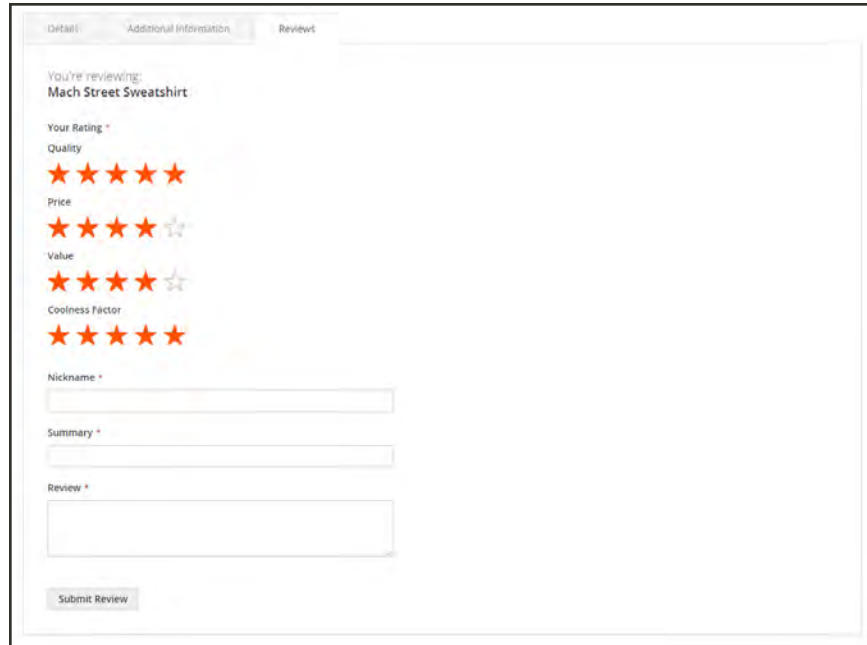 Details
Additional Information
Reviews
You're reviewing:
Mach Street Sweatshirt
Your Rating *
Quality
Price
Value
Coolness Factor
Nickname *
Summary *
Review *
Submit Review